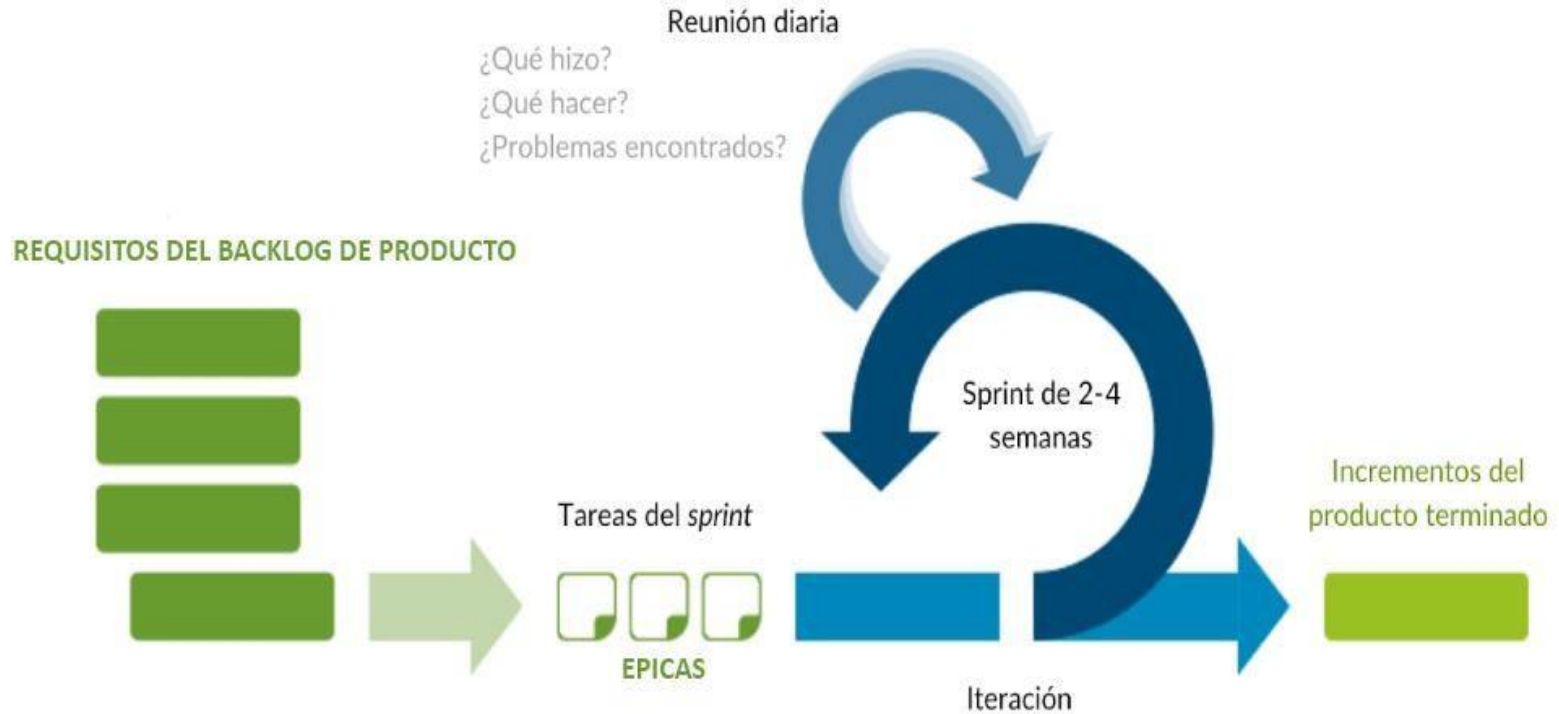 Reunión diaria
¿Qué hizo?
¿Qué hacer?
¿Problemas encontrados?
REQUISITOS DEL BACKLOG DE PRODUCTO
Sprint de 2-4
semanas
Tareas del sprint
EPICAS
Iteración
Incrementos del
producto terminado